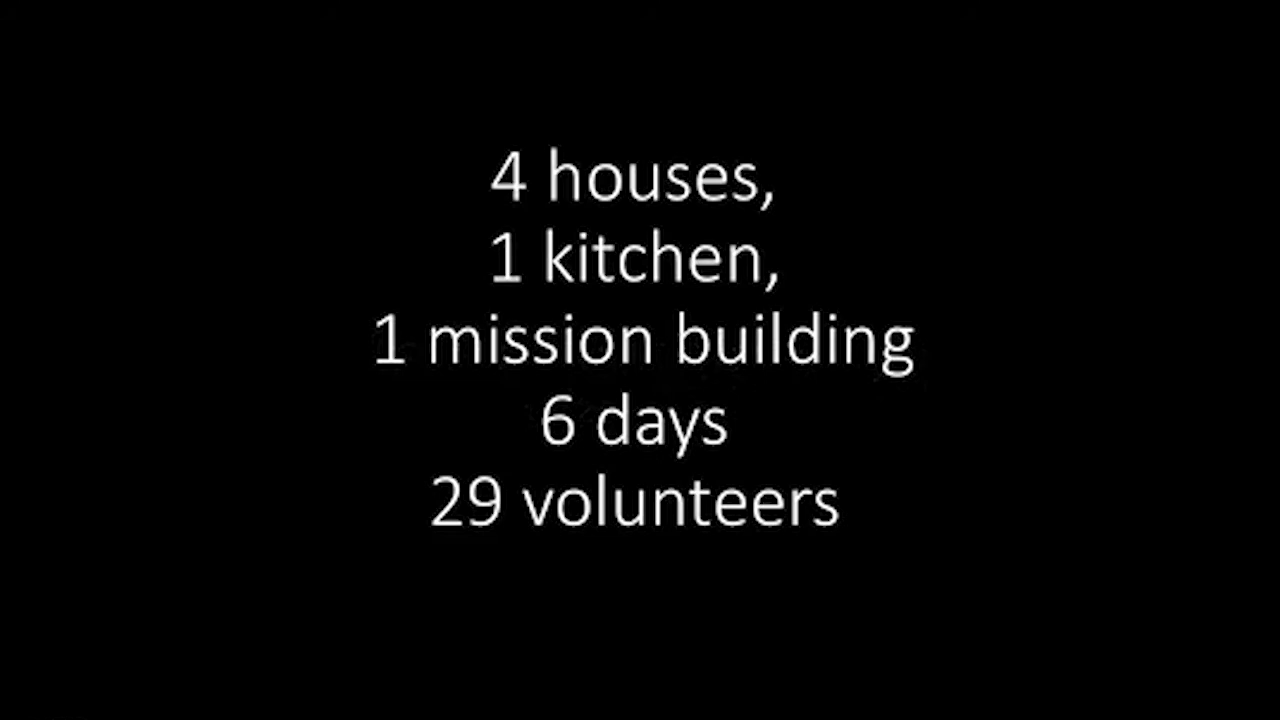 4 houses,
1 kitchen,
1 mission building
6 days
29 volunteers